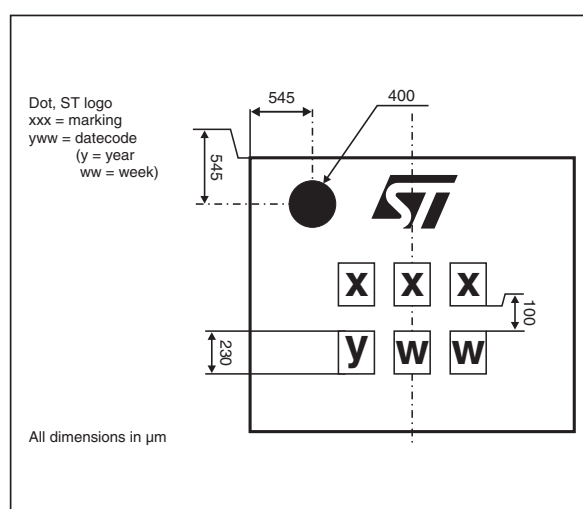 Dot, ST logo
xxx = marking
yww = datecode
(y = year
ww = week)
545
400
545
ST
x x x
100
y w w
230
All dimensions in µm